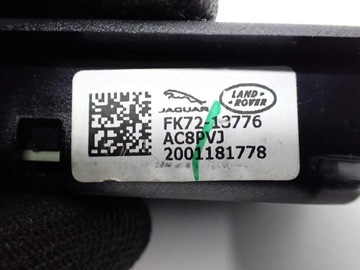 JAGUAR
LAND-
ROVER
FK72-13776
AC8PVJ
2001181778